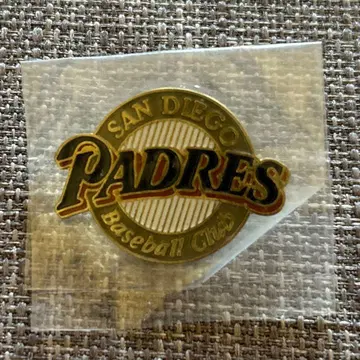 SAN DIEGO
PADRES
Baseball Club